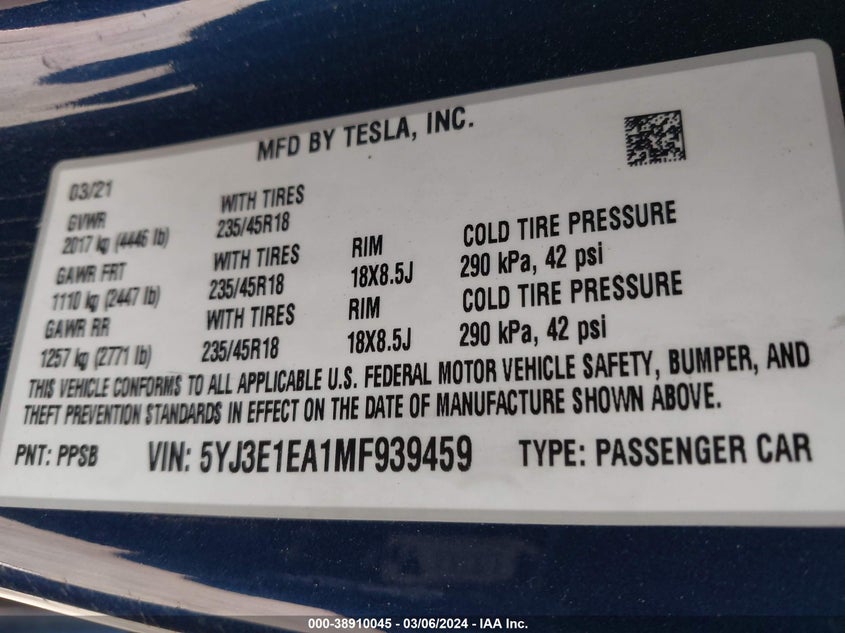 MFD BY TESLA, INC.
03/21
GVWR WITH TIRES
2017 kg (4446 lb) 235/45R18
GAWR FRT WITH TIRES RIM COLD TIRE PRESSURE
1110 kg (2447 lb) 235/45R18 18X8.5J 290 kPa, 42 psi
GAWR RR WITH TIRES RIM COLD TIRE PRESSURE
1257 kg (2771 lb) 235/45R18 18X8.5J 290 kPa, 42 psi
THIS VEHICLE CONFORMS TO ALL APPLICABLE U.S. FEDERAL MOTOR VEHICLE SAFETY, BUMPER, AND
THEFT PREVENTION STANDARDS IN EFFECT ON THE DATE OF MANUFACTURE SHOWN ABOVE.
PNT: PPSB VIN: 5YJ3E1EA1MF939459 TYPE: PASSENGER CAR
000-38910045 - 03/06/2024 - IAA Inc.